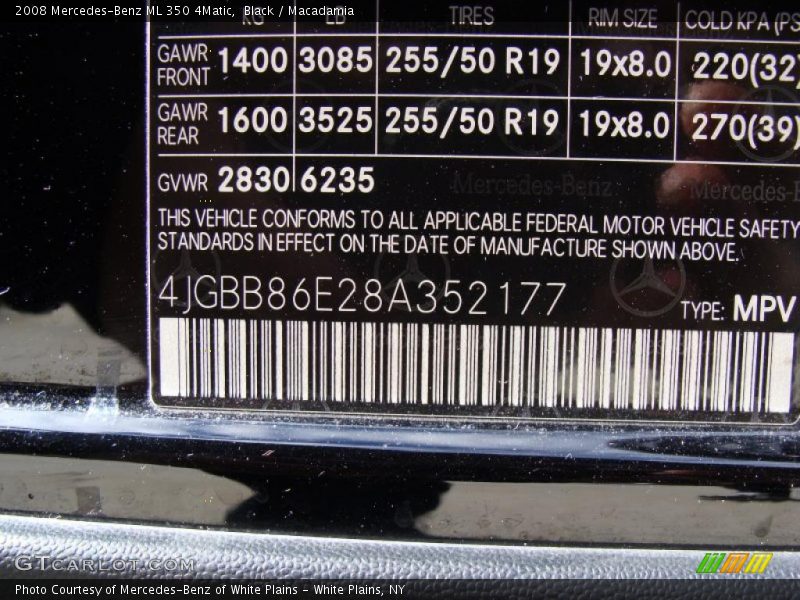 2008 Mercedes-Benz ML 350 4Matic, Black / Macadamia
KG LB TIRES RIM SIZE COLD KPA (PS
GAWR FRONT 1400 3085 255/50 R19 19x8.0 220(32)
GAWR REAR 1600 3525 255/50 R19 19x8.0 270(39)
GVWR 2830 6235
Mercedes-Benz Mercedes-B
THIS VEHICLE CONFORMS TO ALL APPLICABLE FEDERAL MOTOR VEHICLE SAFETY
STANDARDS IN EFFECT ON THE DATE OF MANUFACTURE SHOWN ABOVE.
4JGBB86E28A352177 TYPE: MPV
GTCARLOT.COM
Photo Courtesy of Mercedes-Benz of White Plains - White Plains, NY